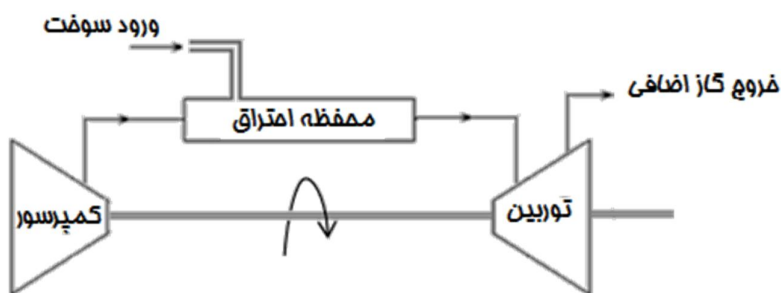 ورود سوخت
خروج گاز اضافی
محفظه احتراق
کمپرسور
توربین